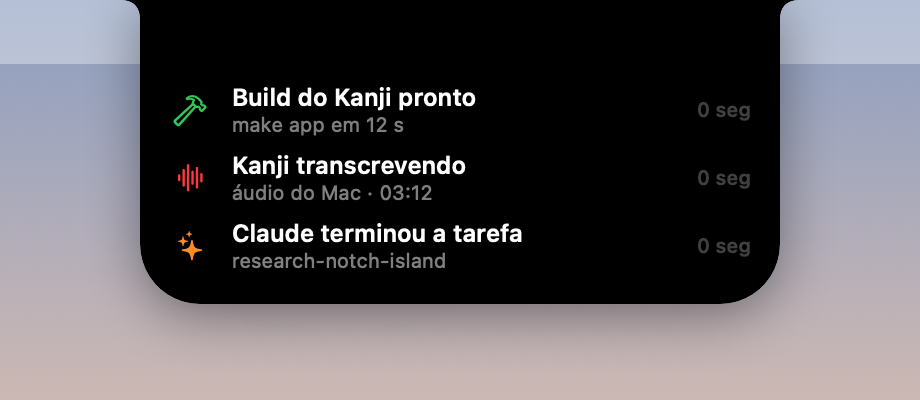 Build do Kanji pronto
make app em 12 s
0 seg
Kanji transcrevendo
áudio do Mac · 03:12
0 seg
Claude terminou a tarefa
research-notch-island
0 seg